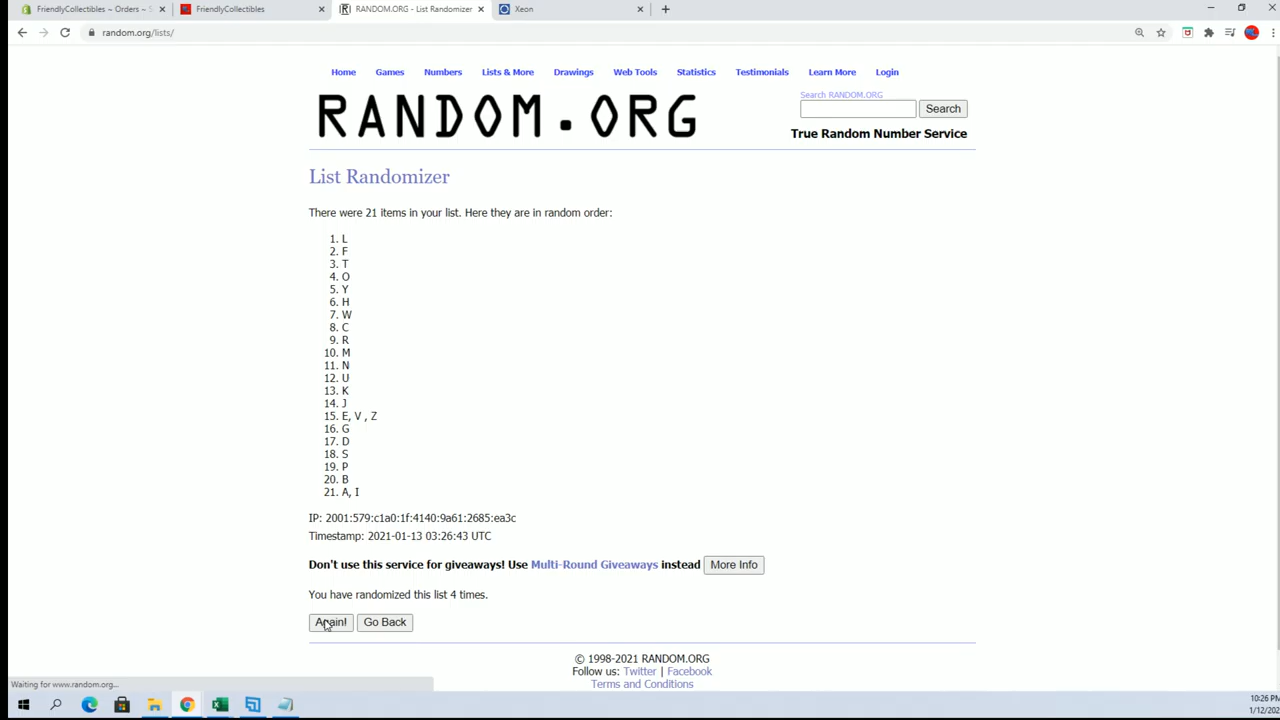 FriendlyCollectibles ~ Orders ~ S
FriendlyCollectibles
RANDOM.ORG - List Randomizer
Xeon
random.org/lists/
Home Games Numbers Lists & More Drawings Web Tools Statistics Testimonials Learn More Login
RANDOM.ORG
Search RANDOM.ORG
Search
True Random Number Service
List Randomizer
There were 21 items in your list. Here they are in random order:
1. L
2. F
3. T
4. O
5. Y
6. H
7. W
8. C
9. R
10. M
11. N
12. U
13. K
14. J
15. E, V , Z
16. G
17. D
18. S
19. P
20. B
21. A, I
IP: 2001:579:c1a0:1f:4140:9a61:2685:ea3c
Timestamp: 2021-01-13 03:26:43 UTC
Don't use this service for giveaways! Use Multi-Round Giveaways instead More Info
You have randomized this list 4 times.
Again! Go Back
© 1998-2021 RANDOM.ORG
Follow us: Twitter | Facebook
Terms and Conditions
Waiting for www.random.org...
10:26 PM
1/12/202